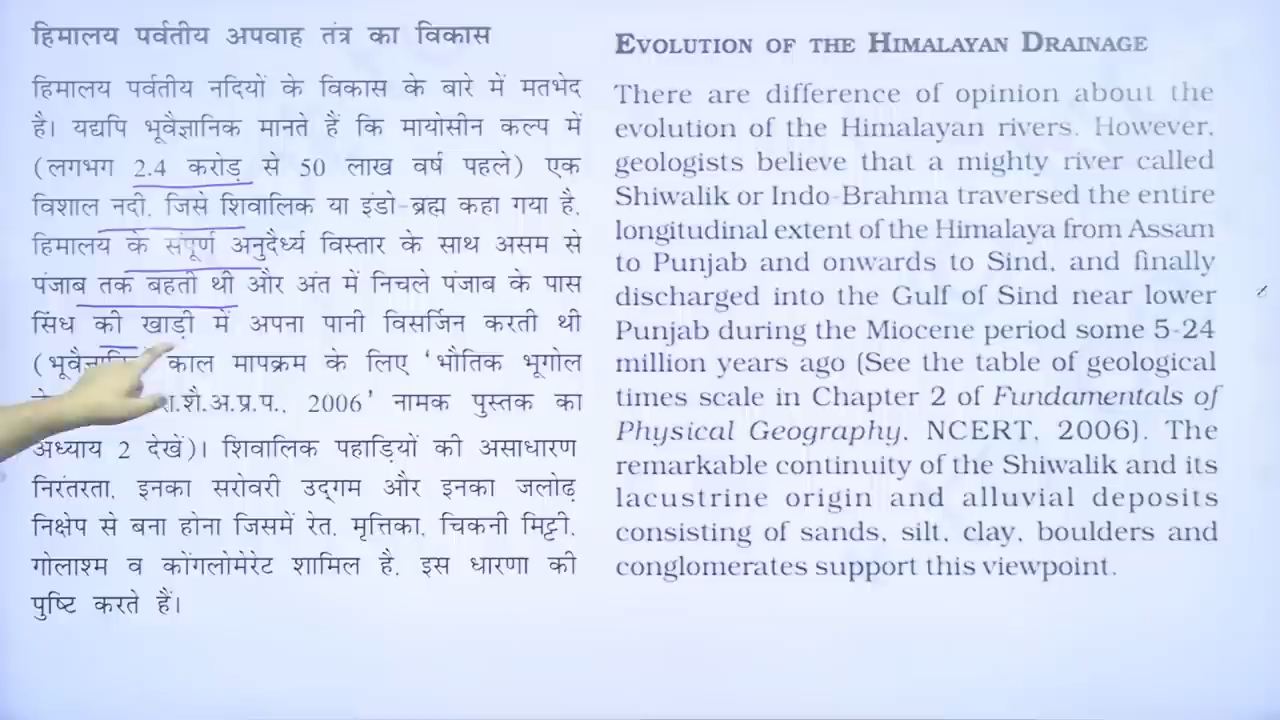 हिमालय पर्वतीय अपवाह तंत्र का विकास
हिमालय पर्वतीय नदियों के विकास के बारे में मतभेद
है। यद्यपि भूवैज्ञानिक मानते हैं कि मायोसीन कल्प में
(लगभग 2.4 करोड़ से 50 लाख वर्ष पहले) एक
विशाल नदी, जिसे शिवालिक या इंडो-ब्रह्म कहा गया है,
हिमालय के संपूर्ण अनुदैर्ध्य विस्तार के साथ असम से
पंजाब तक बहती थी और अंत में निचले पंजाब के पास
सिंध की खाड़ी में अपना पानी विसर्जिन करती थी
काल मापक्रम के लिए 'भौतिक भूगोल
शै.अ.प्र.प., 2006' नामक पुस्तक का
अध्याय 2 देखें)। शिवालिक पहाड़ियों की असाधारण
निरंतरता, इनका सरोवरी उद्गम और इनका जलोढ़
निक्षेप से बना होना जिसमें रेत, मृत्तिका, चिकनी मिट्टी,
गोलाश्म व कोंगलोमेरेट शामिल है, इस धारणा की
पुष्टि करते हैं।
EVOLUTION OF THE HIMALAYAN DRAINAGE
There are difference of opinion about the
evolution of the Himalayan rivers. However,
geologists believe that a mighty river called
Shiwalik or Indo-Brahma traversed the entire
longitudinal extent of the Himalaya from Assam
to Punjab and onwards to Sind, and finally
discharged into the Gulf of Sind near lower
Punjab during the Miocene period some 5-24
million years ago (See the table of geological
times scale in Chapter 2 of Fundamentals of
Physical Geography, NCERT, 2006). The
remarkable continuity of the Shiwalik and its
lacustrine origin and alluvial deposits
consisting of sands, silt, clay, boulders and
conglomerates support this viewpoint.